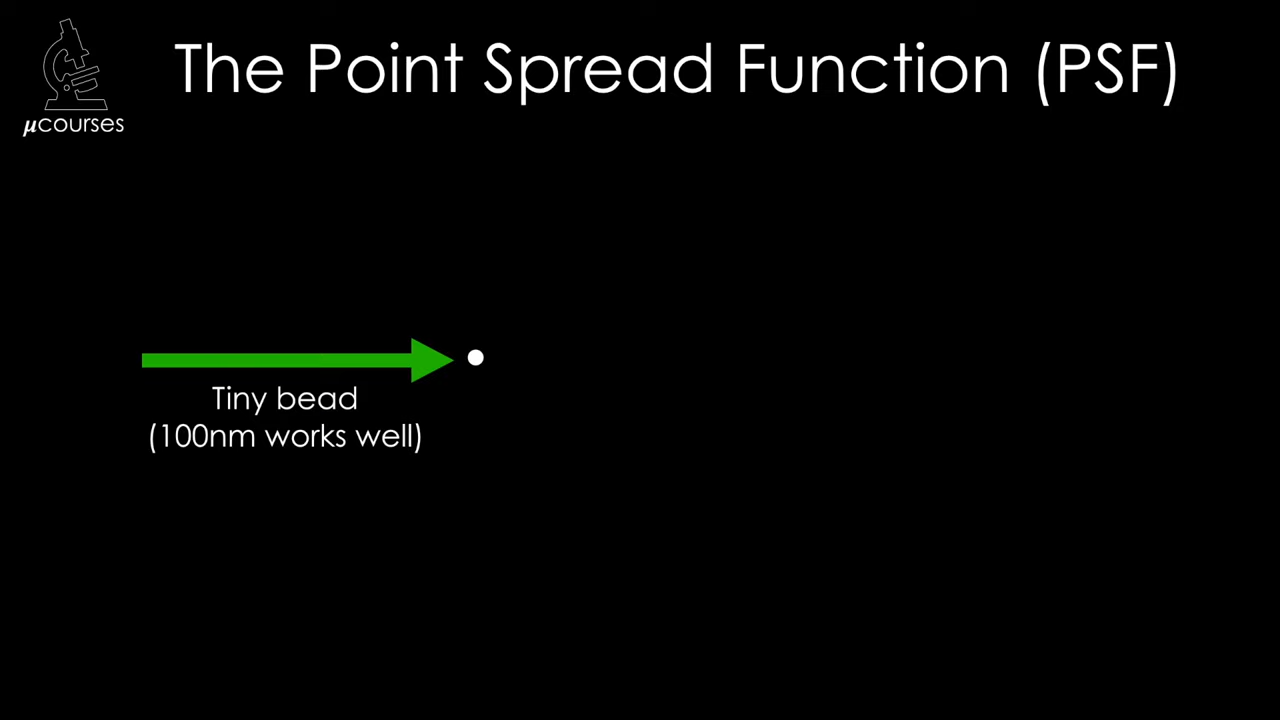 The Point Spread Function (PSF)
µcourses
Tiny bead
(100nm works well)